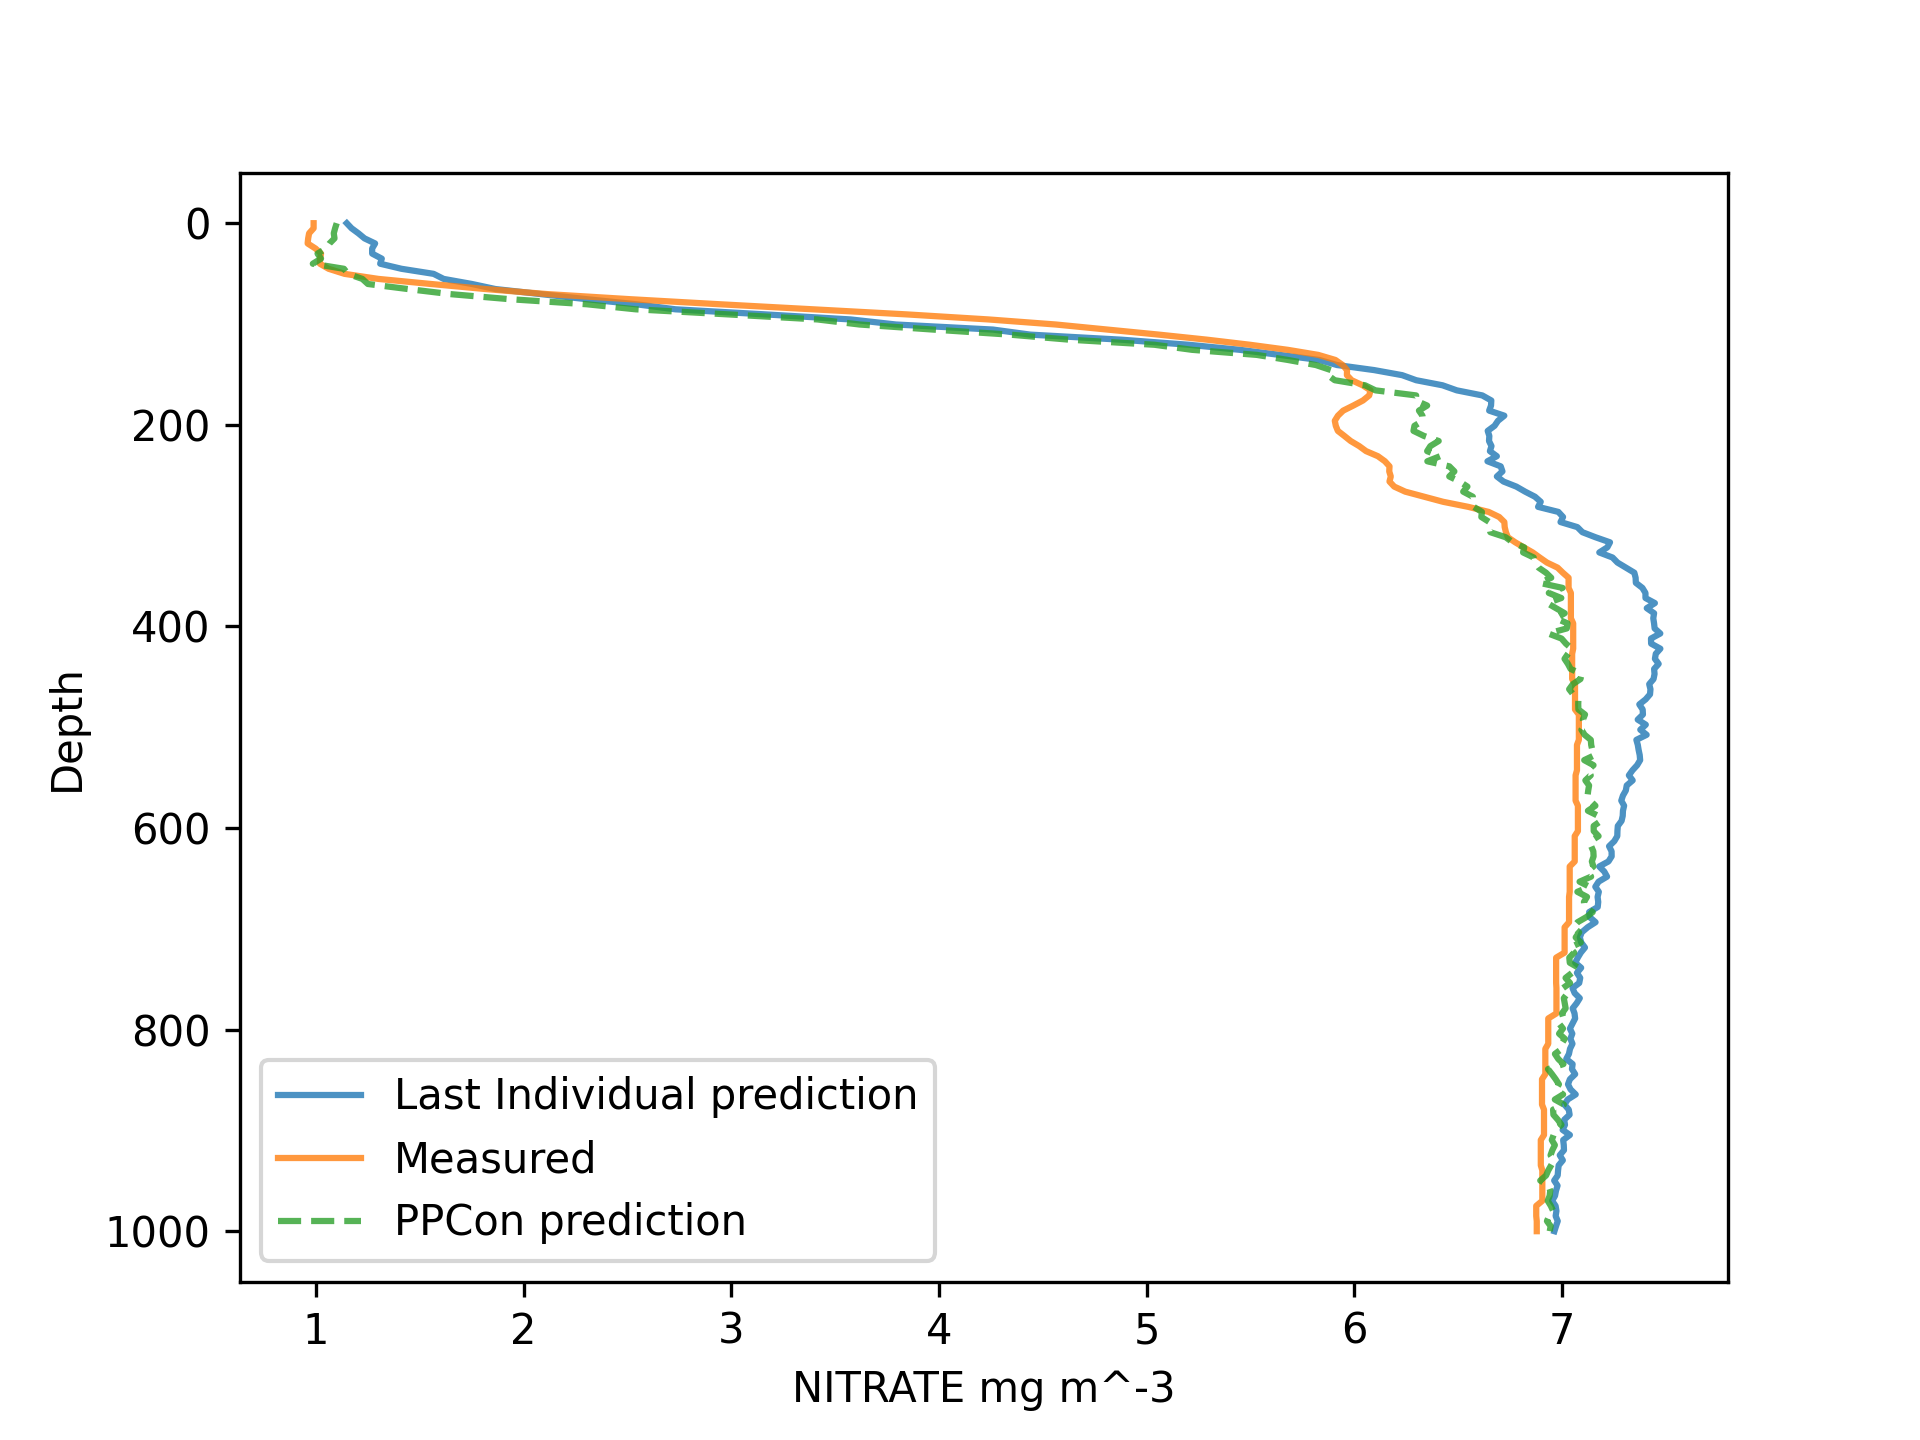 0
200
400
600
800
1000
Depth
Last Individual prediction
Measured
PPCon prediction
1 2 3 4 5 6 7
NITRATE mg m^-3